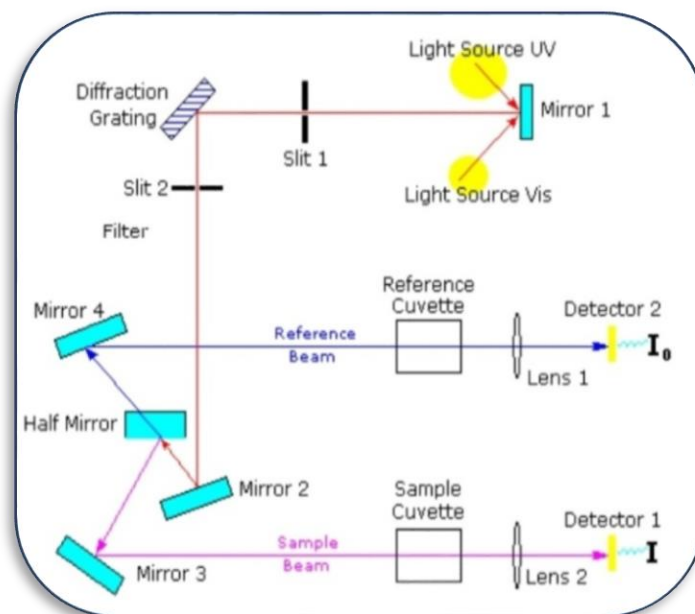 Light Source UV
Diffraction
Grating
Mirror 1
Slit 1
Slit 2
Light Source Vis
Filter
Reference
Cuvette
Mirror 4
Detector 2
Reference
Beam
I₀
Lens 1
Half Mirror
Mirror 2
Sample
Cuvette
Detector 1
Sample
Beam
I
Mirror 3
Lens 2